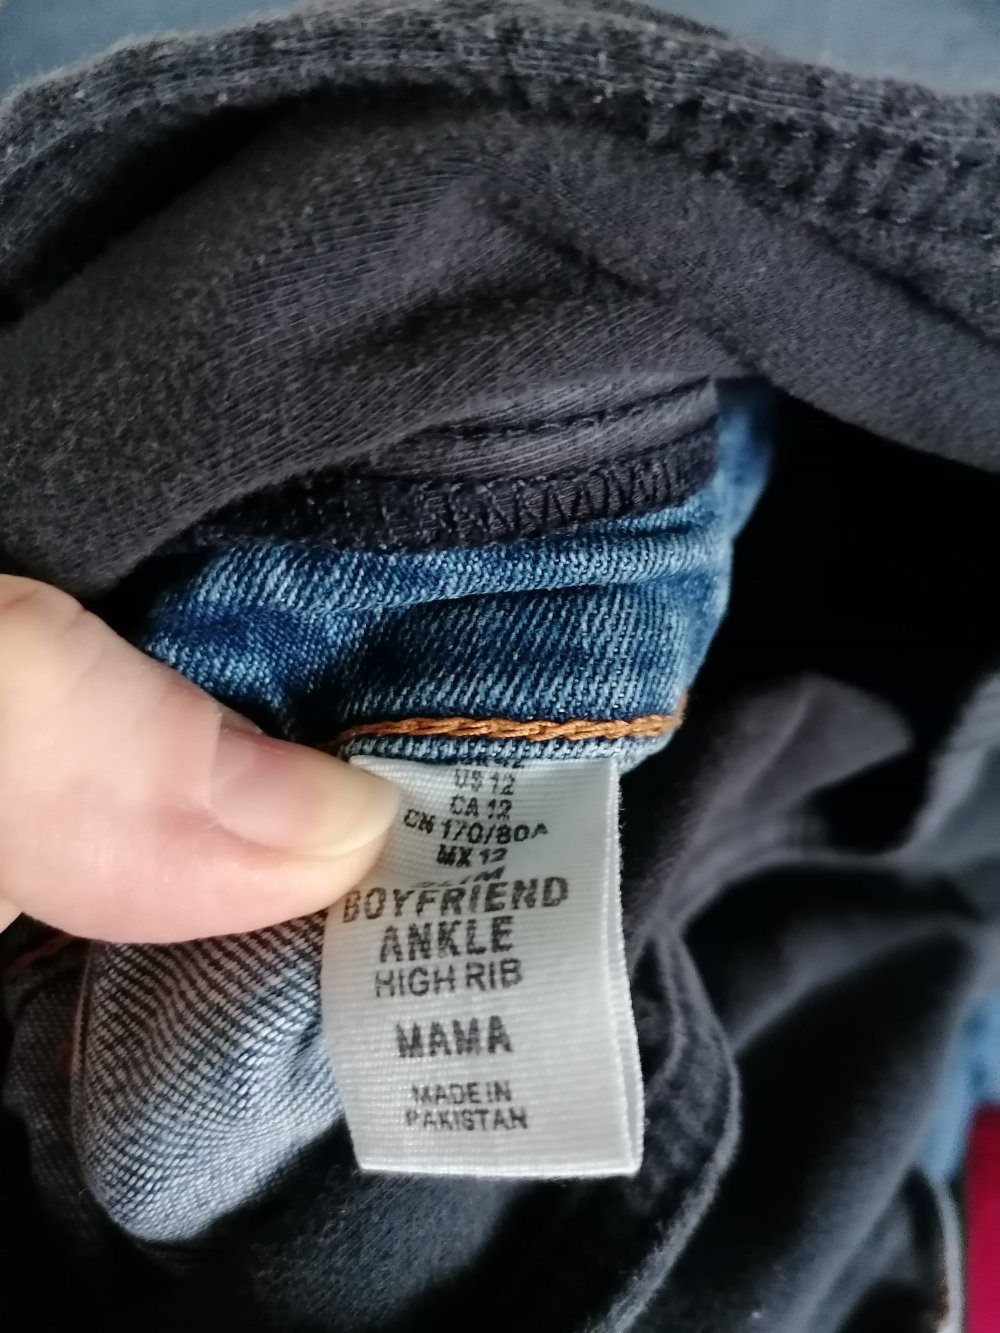 US 12
CA 12
CN 170/80A
MX 12
BOYFRIEND
ANKLE
HIGH RIB
MAMA
MADE IN
PAKISTAN